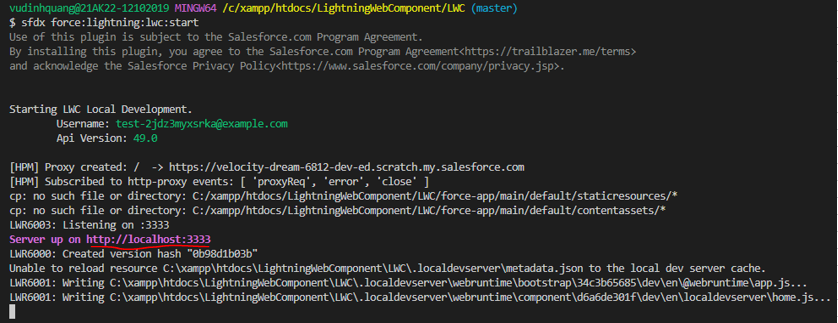 vudinhquang@21AK22-12102019 MINGW64 /c/xampp/htdocs/LightningWebComponent/LWC (master)
$ sfdx force:lightning:lwc:start
Use of this plugin is subject to the Salesforce.com Program Agreement.
By installing this plugin, you agree to the Salesforce.com Program Agreement<https://trailblazer.me/terms>
and acknowledge the Salesforce Privacy Policy<https://www.salesforce.com/company/privacy.jsp>.
Starting LWC Local Development.
Username: test-2jdz3myxsrka@example.com
Api Version: 49.0
[HPM] Proxy created: /  -> https://velocity-dream-6812-dev-ed.scratch.my.salesforce.com
[HPM] Subscribed to http-proxy events: [ 'proxyReq', 'error', 'close' ]
cp: no such file or directory: C:/xampp/htdocs/LightningWebComponent/LWC/force-app/main/default/staticresources/*
cp: no such file or directory: C:/xampp/htdocs/LightningWebComponent/LWC/force-app/main/default/contentassets/*
LWR6003: Listening on :3333
Server up on http://localhost:3333
LWR6000: Created version hash "0b98d1b03b"
Unable to reload resource C:\xampp\htdocs\LightningWebComponent\LWC\.localdevserver\metadata.json to the local dev server cache.
LWR6001: Writing C:\xampp\htdocs\LightningWebComponent\LWC\.localdevserver\webruntime\bootstrap\34c3b65685\dev\en\@webruntime\app.js...
LWR6001: Writing C:\xampp\htdocs\LightningWebComponent\LWC\.localdevserver\webruntime\component\d6a6de301f\dev\en\localdevserver\home.js...